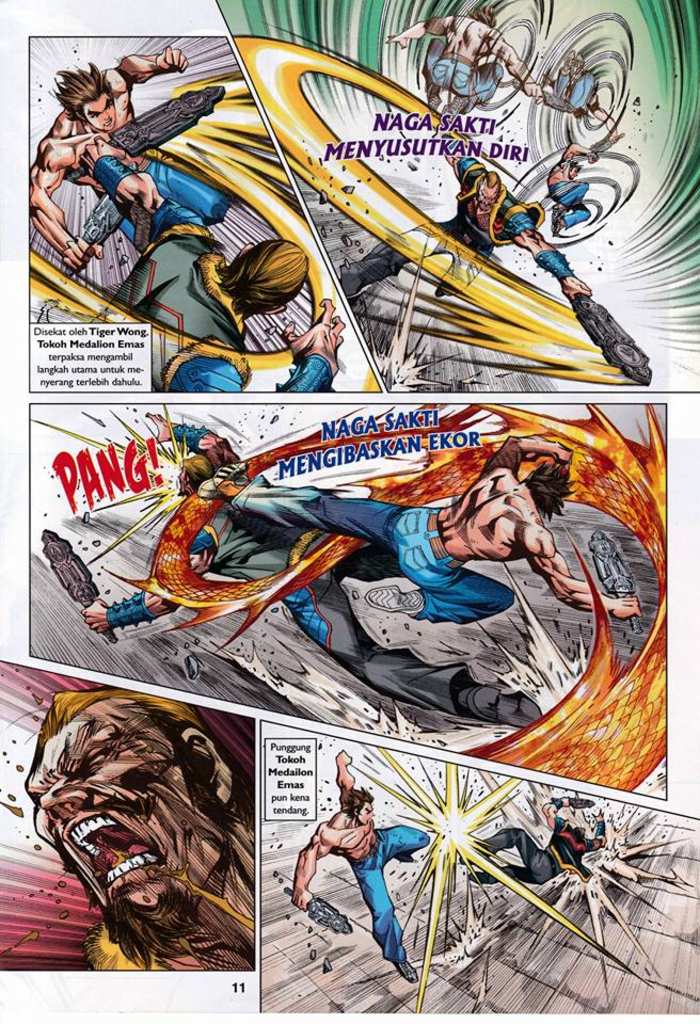 NAGA SAKTI
MENYUSUTKAN DIRI
Disekat oleh Tiger Wong,
Tokoh Medalion Emas
terpaksa mengambil
langkah utama untuk me-
nyerang terlebih dahulu.
PANG!
NAGA SAKTI
MENGIBASKAN EKOR
Punggung
Tokoh
Medailon
Emas
pun kena
tendang.
11